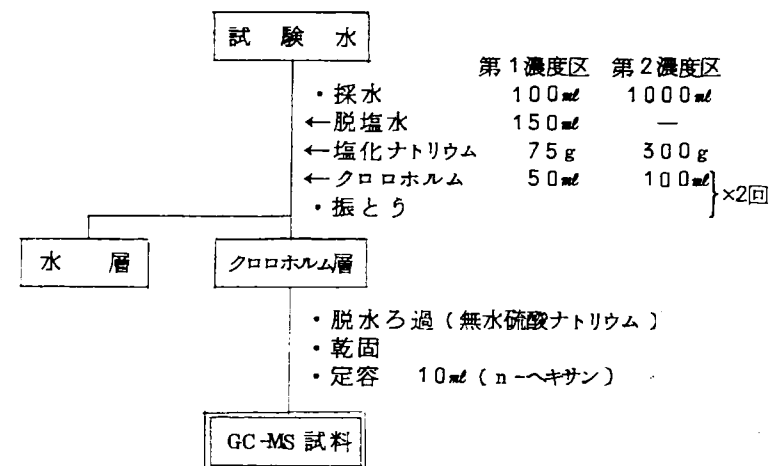 試験水
第1濃度区 第2濃度区
・採水 100ml 1000ml
←脱塩水 150ml —
←塩化ナトリウム 75g 300g
←クロロホルム 50ml 100ml
・振とう
}×2回
水層 クロロホルム層
・脱水ろ過(無水硫酸ナトリウム)
・乾固
・定容 10ml(n-ヘキサン)
GC-MS試料